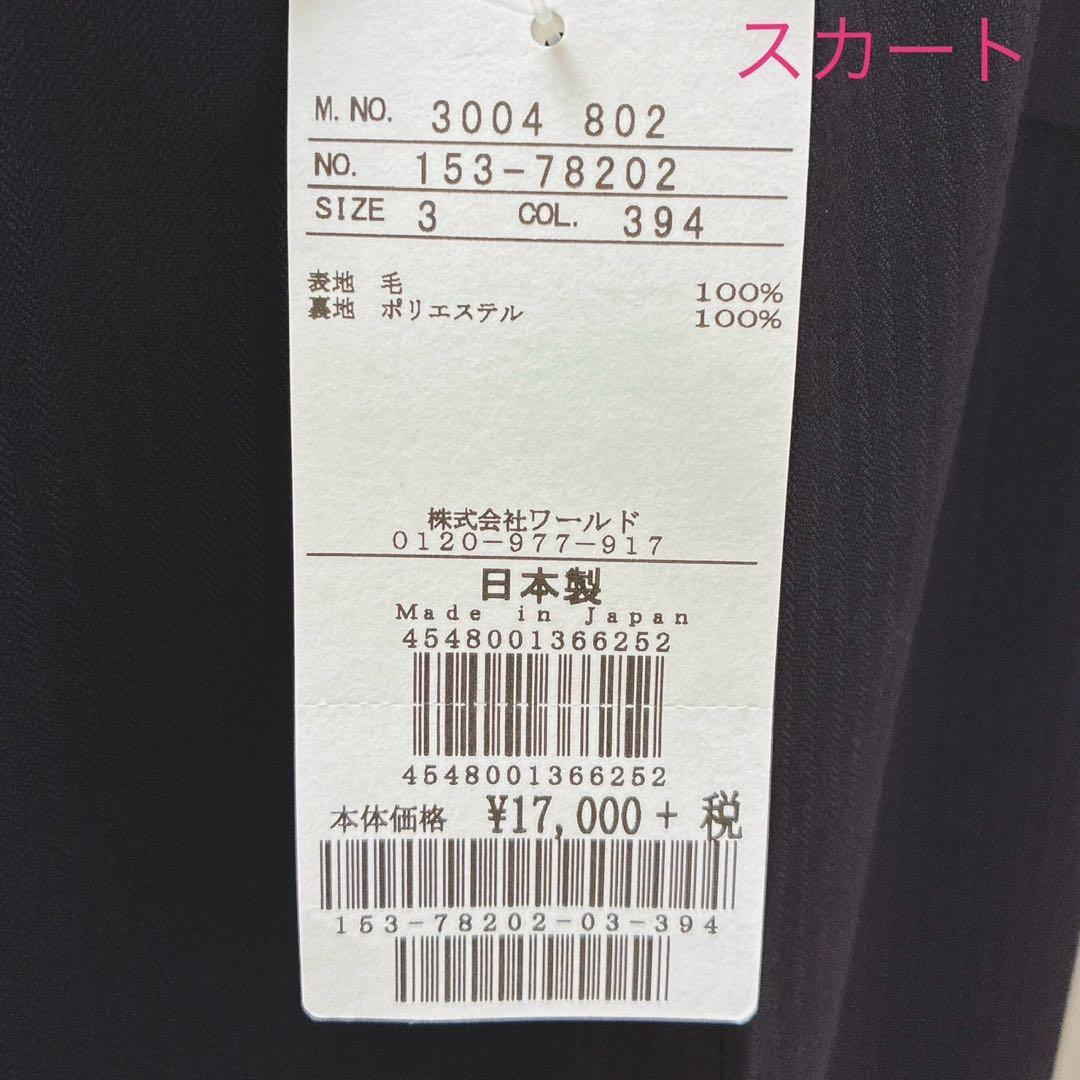 スカート
M. NO. 3004 802
NO. 153-78202
SIZE 3 COL. 394
表地 毛 100%
裏地 ポリエステル 100%
株式会社ワールド
0120-977-917
日本製
Made in Japan
4548001366252
4548001366252
本体価格 ¥17,000 + 税
153-78202-03-394